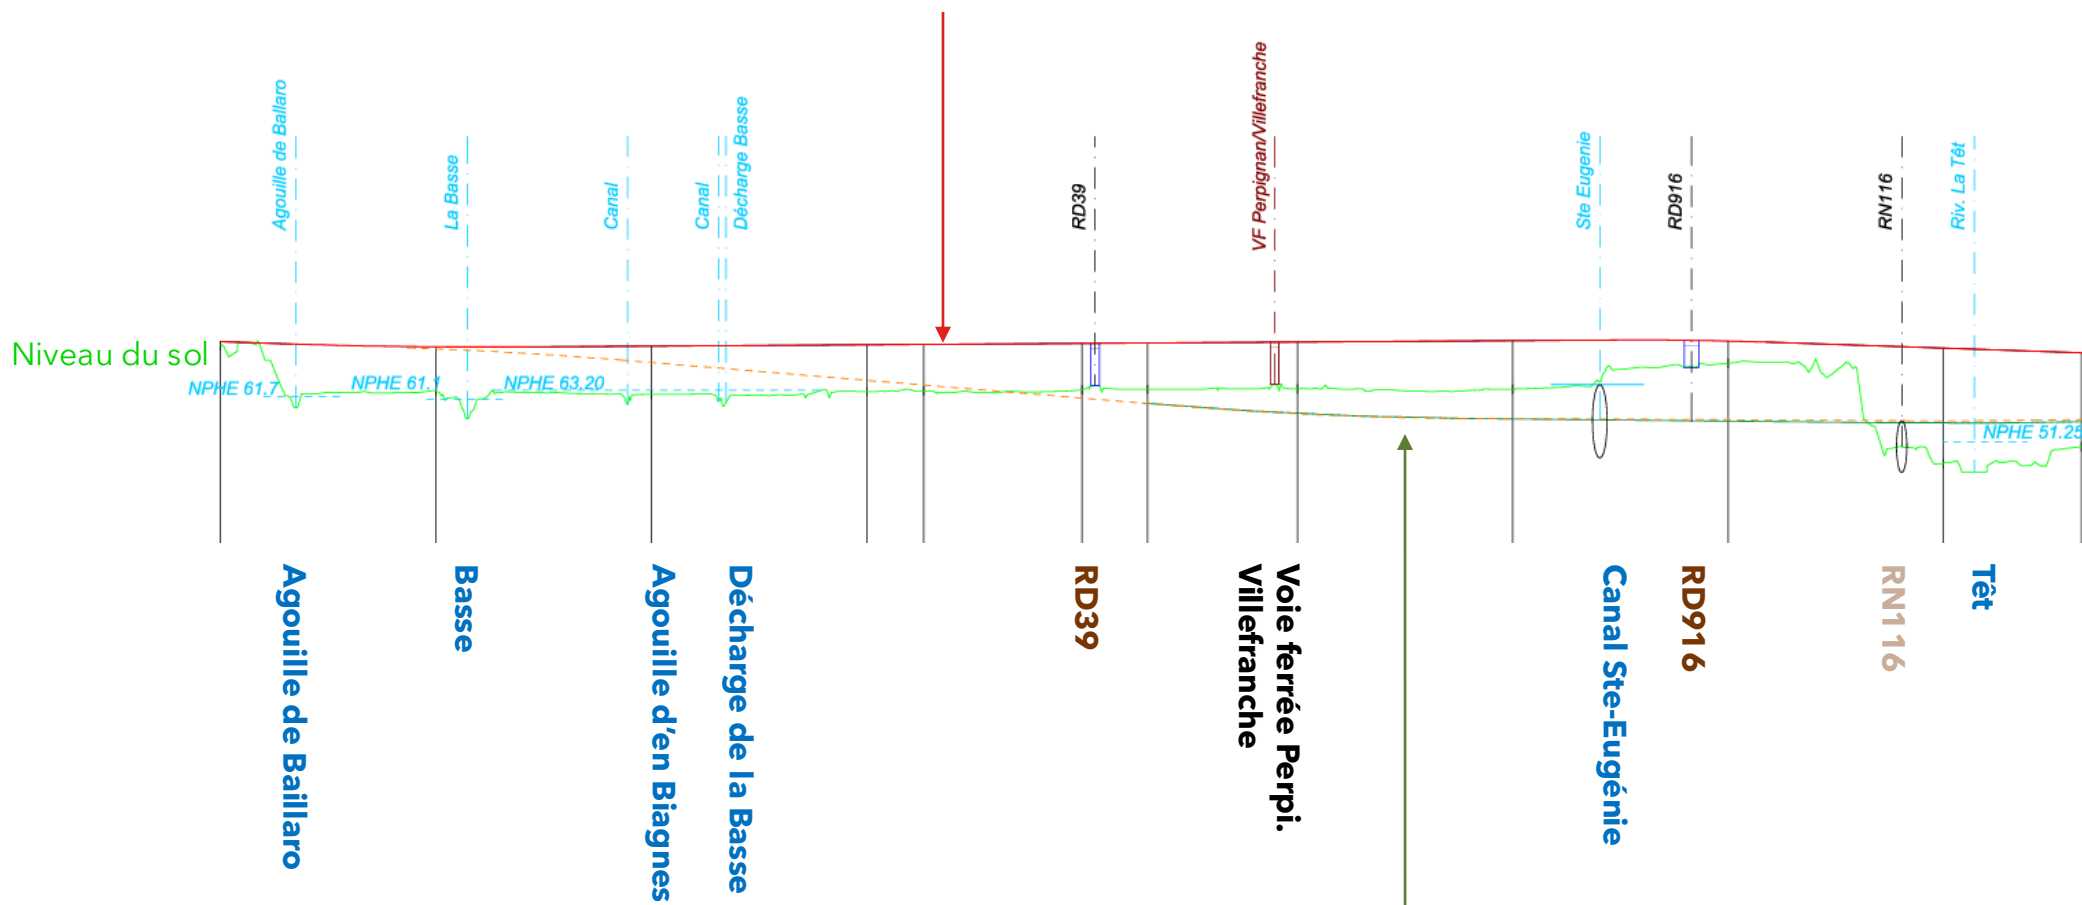 Agouille de Ballaro
La Basse
Canal
Canal
Décharge Basse
RD39
VF Perpignan/Villefranche
Ste Eugenie
RD916
RN116
Riv. La Têt
Niveau du sol
NPHE 61.7
NPHE 61.1
NPHE 63.20
NPHE 51.25
Agouille de Baillaro
Basse
Agouille d'en Biagnes
Décharge de la Basse
RD39
Voie ferrée Perpi.
Villefranche
Canal Ste-Eugénie
RD916
RN116
Têt